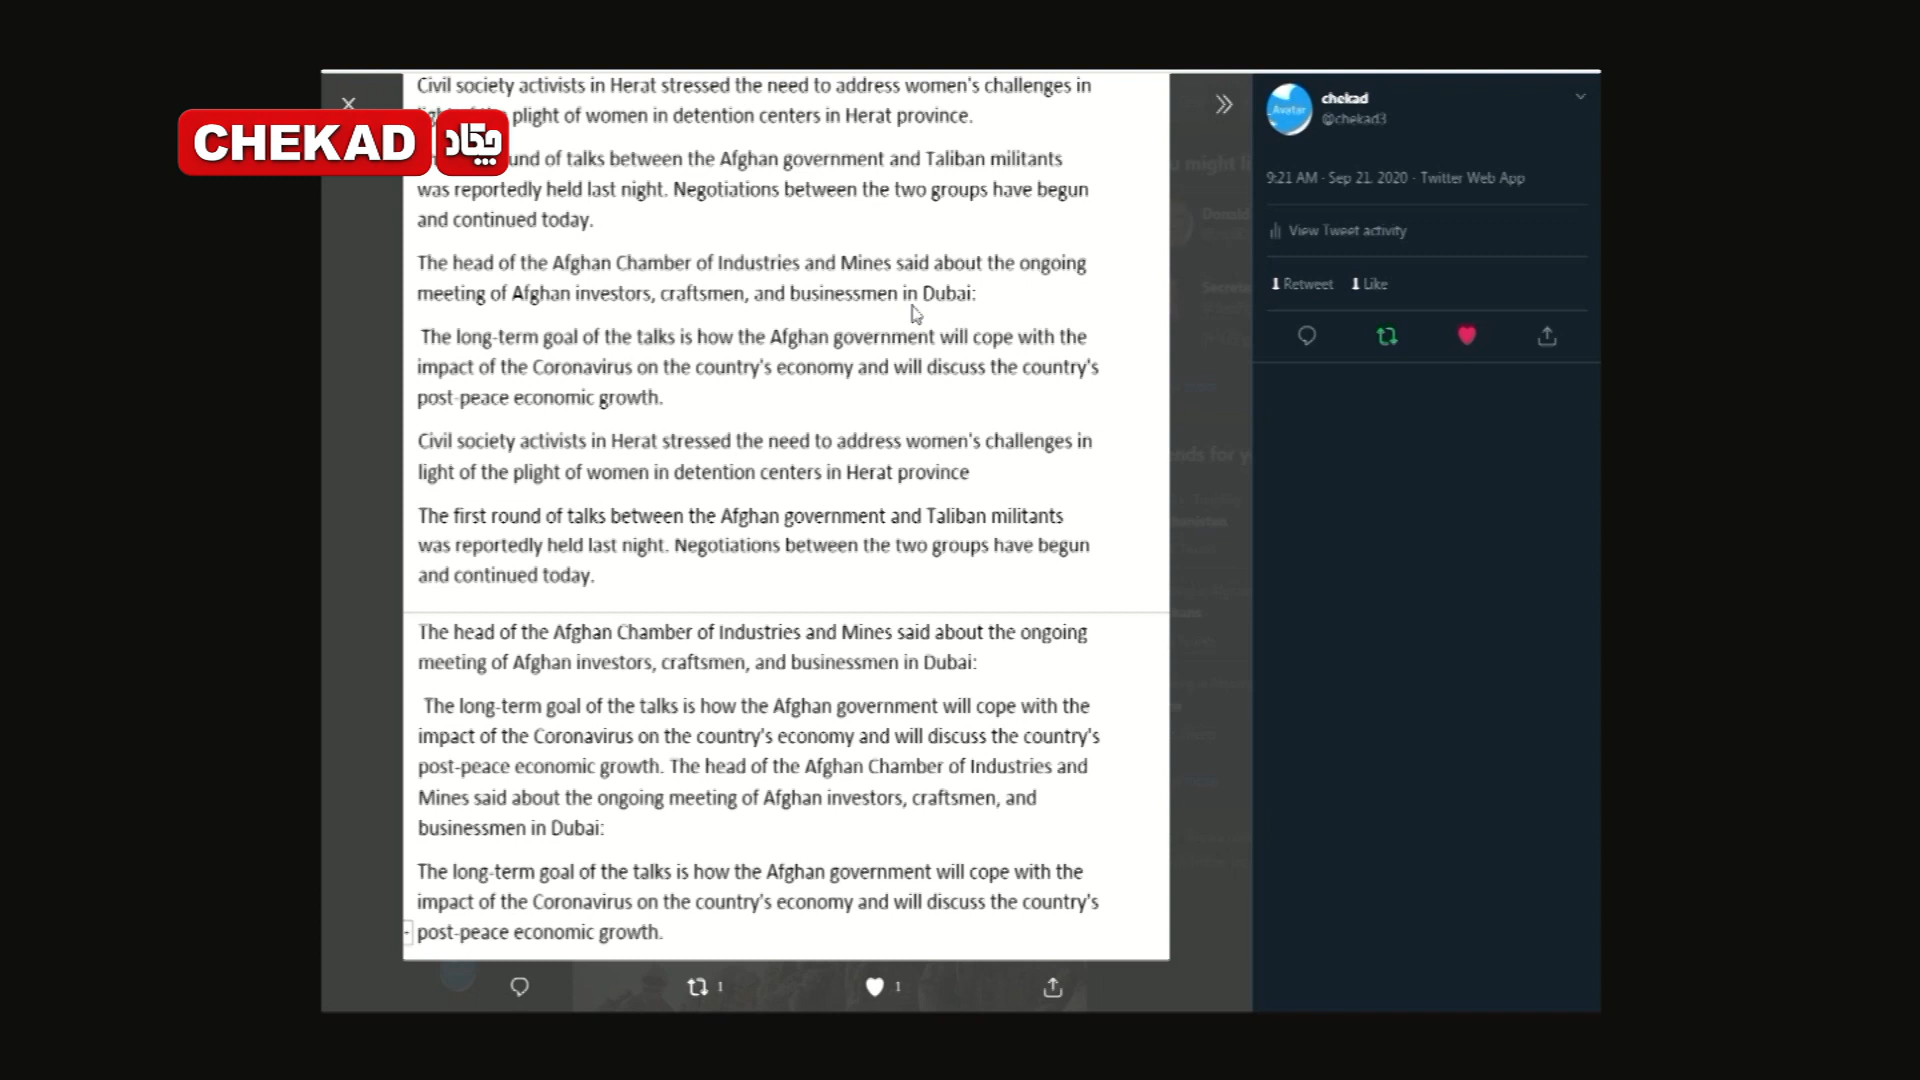 Civil society activists in Herat stressed the need to address women's challenges in
plight of women in detention centers in Herat province.
CHEKAD چکاد
of talks between the Afghan government and Taliban militants
was reportedly held last night. Negotiations between the two groups have begun
and continued today.
The head of the Afghan Chamber of Industries and Mines said about the ongoing
meeting of Afghan investors, craftsmen, and businessmen in Dubai:
The long-term goal of the talks is how the Afghan government will cope with the
impact of the Coronavirus on the country's economy and will discuss the country's
post-peace economic growth.
Civil society activists in Herat stressed the need to address women's challenges in
light of the plight of women in detention centers in Herat province
The first round of talks between the Afghan government and Taliban militants
was reportedly held last night. Negotiations between the two groups have begun
and continued today.
The head of the Afghan Chamber of Industries and Mines said about the ongoing
meeting of Afghan investors, craftsmen, and businessmen in Dubai:
The long-term goal of the talks is how the Afghan government will cope with the
impact of the Coronavirus on the country's economy and will discuss the country's
post-peace economic growth. The head of the Afghan Chamber of Industries and
Mines said about the ongoing meeting of Afghan investors, craftsmen, and
businessmen in Dubai:
The long-term goal of the talks is how the Afghan government will cope with the
impact of the Coronavirus on the country's economy and will discuss the country's
post-peace economic growth.
1 1
Avatar
chekad
@chekad3
9:21 AM · Sep 21, 2020 · Twitter Web App
View Tweet activity
1 Retweet 1 Like